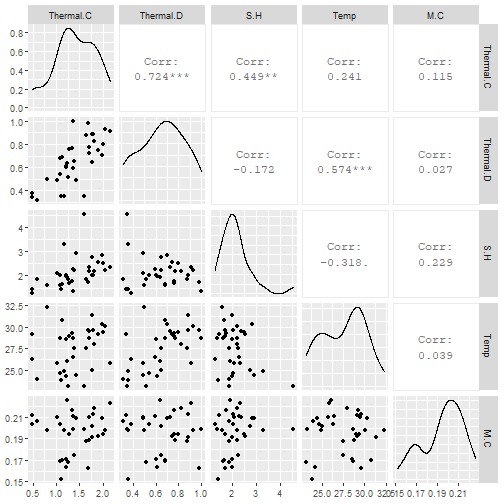 Thermal.C Thermal.D S.H Temp M.C
0.8
0.6
0.4
0.2
0.0
Corr:
0.724***
Corr:
0.449**
Corr:
0.241
Corr:
0.115
Thermal.C
1.0
0.8
0.6
0.4
Corr:
-0.172
Corr:
0.574***
Corr:
0.027
Thermal.D
4
3
2
Corr:
-0.318.
Corr:
0.229
S.H
32.5
30.0
27.5
25.0
Corr:
0.039
Temp
0.21
0.19
0.17
0.15
M.C
0.5 1.0 1.5 2.0 0.4 0.6 0.8 1.0 2 3 4 25.0 27.5 30.0 0.17 0.19 0.21